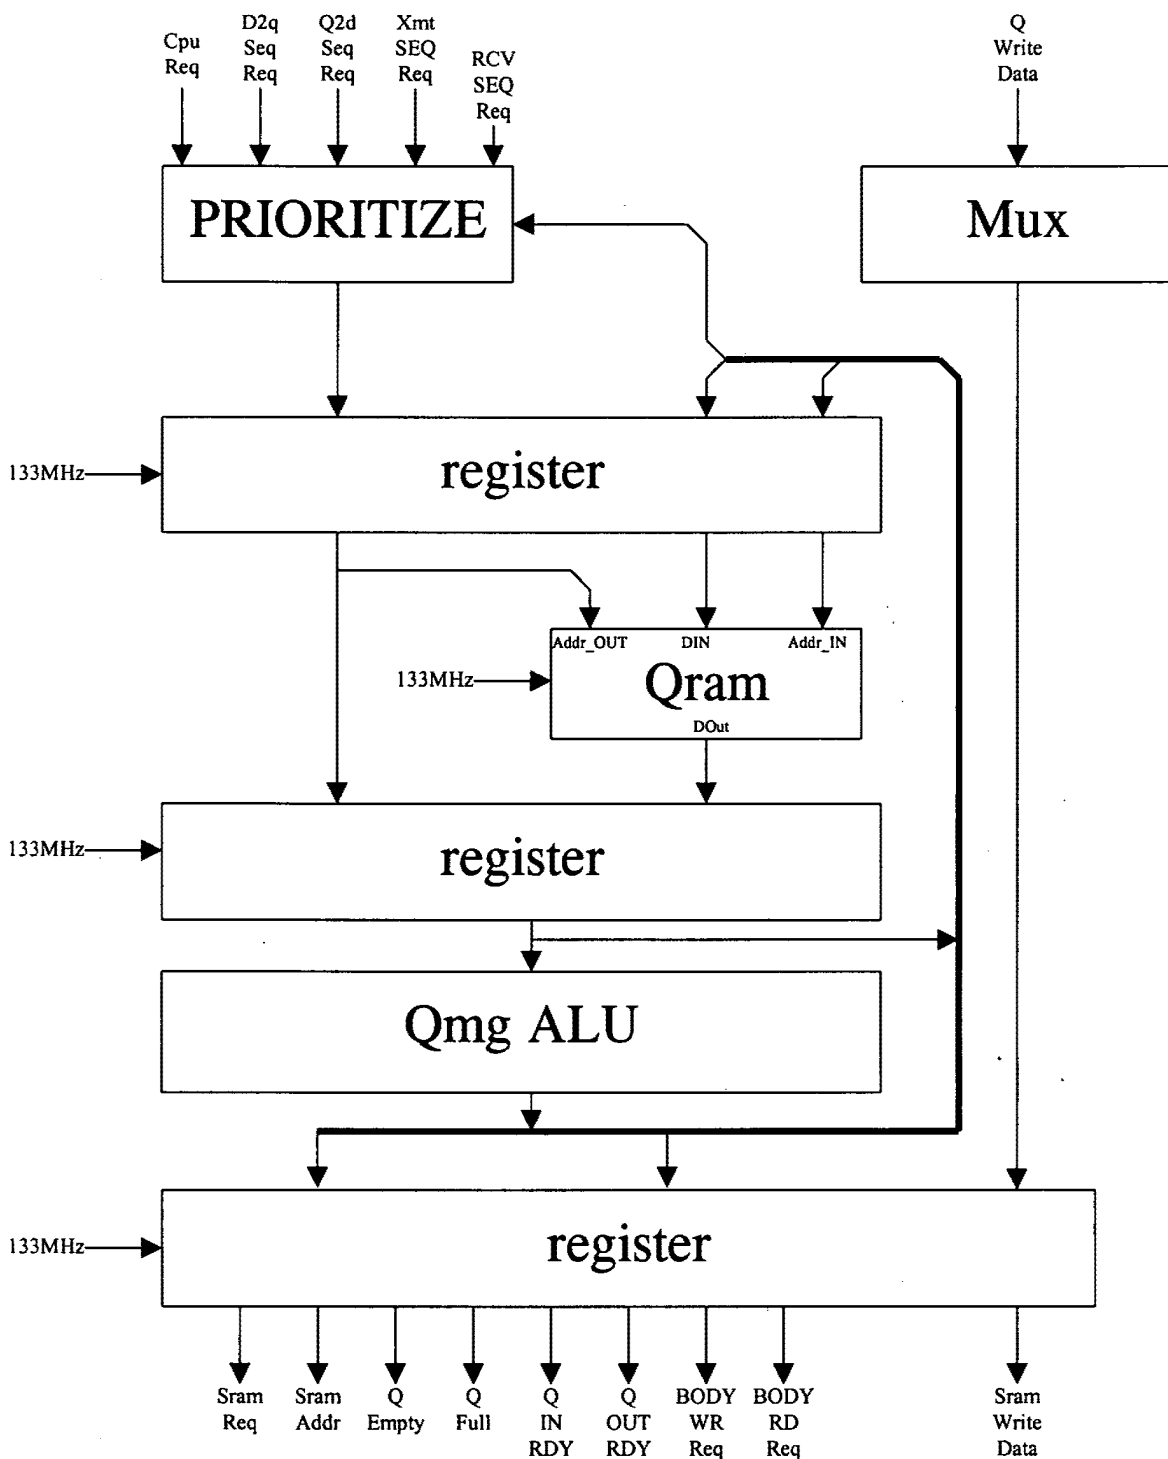 Cpu
Req
D2q
Seq
Req
Q2d
Seq
Req
Xmt
SEQ
Req
RCV
SEQ
Req
Q
Write
Data
PRIORITIZE
Mux
133MHz
register
Addr_OUT
DIN
Addr_IN
133MHz
Qram
DOut
133MHz
register
Qmg ALU
133MHz
register
Sram
Req
Sram
Addr
Q
Empty
Q
Full
Q
IN
RDY
Q
OUT
RDY
BODY
WR
Req
BODY
RD
Req
Sram
Write
Data